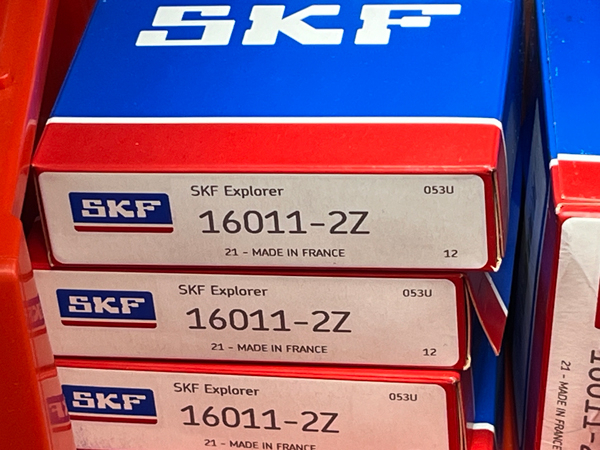 SKF
SKF Explorer 053U
SKF 16011-2Z
21 - MADE IN FRANCE 12
SKF Explorer 053U
SKF 16011-2Z
21 - MADE IN FRANCE 12
SKF Explorer 053U
SKF 16011-2Z
21 - MADE IN FRANCE
21 - MADE IN FRANCE